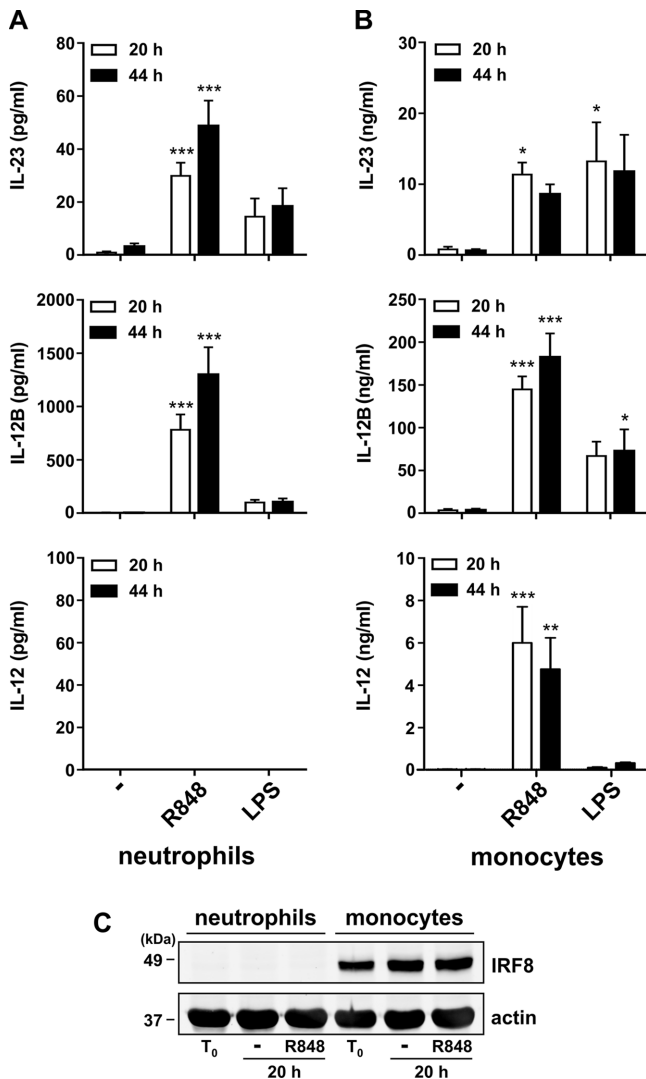 A
B
80
60
40
20
0
IL-23 (pg/ml)
20 h
44 h
***
***
30
20
10
0
IL-23 (ng/ml)
20 h
44 h
*
*
2000
1500
1000
500
0
IL-12B (pg/ml)
20 h
44 h
***
***
250
200
150
100
50
0
IL-12B (ng/ml)
20 h
44 h
***
***
*
100
80
60
40
20
0
IL-12 (pg/ml)
20 h
44 h
- R848 LPS
neutrophils
10
8
6
4
2
0
IL-12 (ng/ml)
20 h
44 h
***
**
- R848 LPS
monocytes
C
neutrophils monocytes
(kDa)
49
IRF8
37
actin
T0 - R848 T0 - R848
20 h 20 h